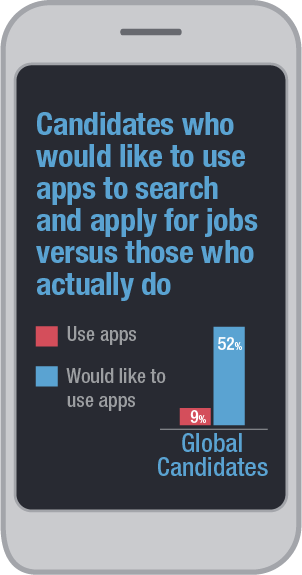 Candidates who
would like to use
apps to search
and apply for jobs
versus those who
actually do
Use apps
Would like to
use apps
52%
9%
Global
Candidates